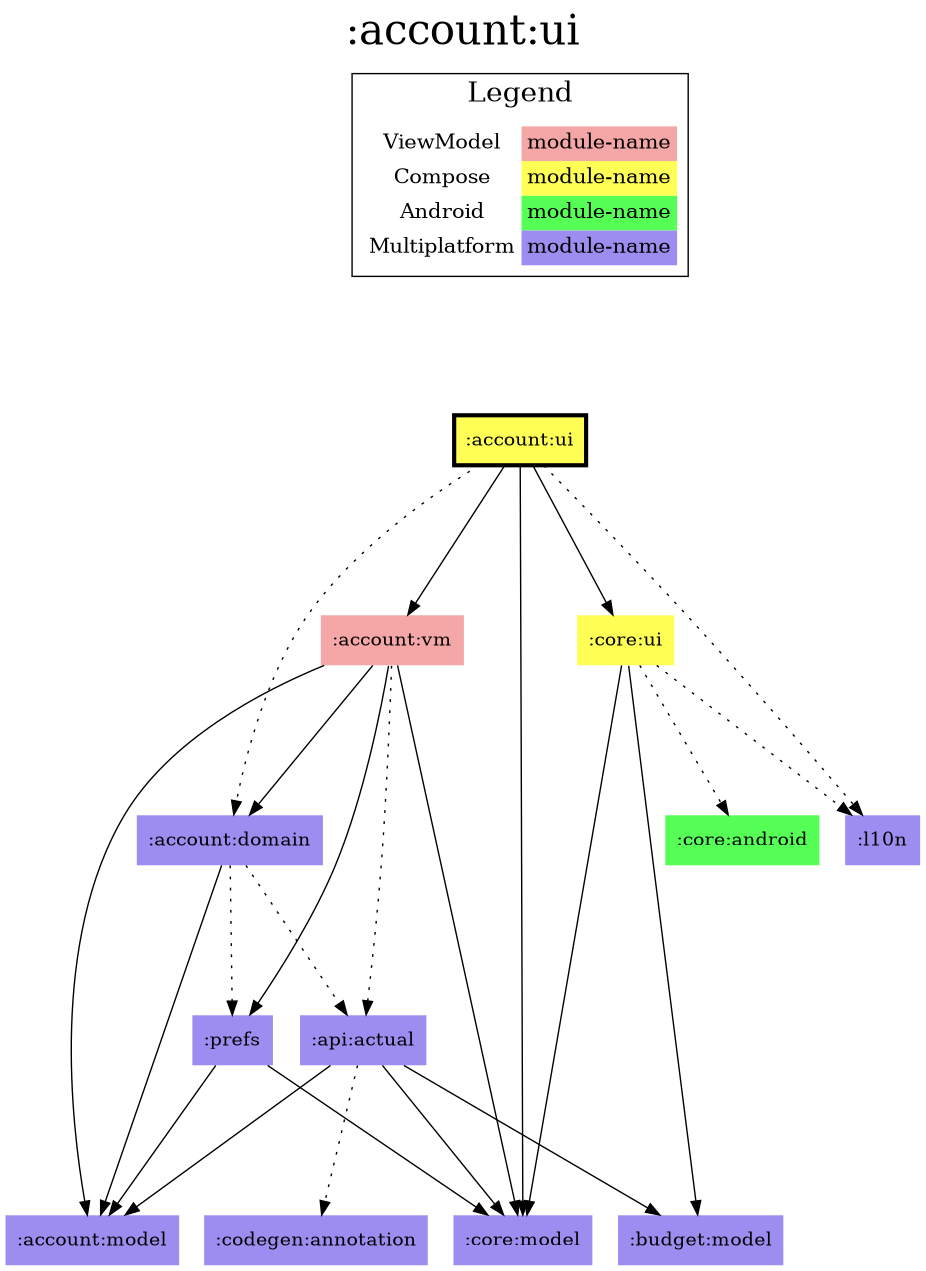 :account:ui
Legend
ViewModel module-name
Compose module-name
Android module-name
Multiplatform module-name
:account:ui
:account:vm
:core:ui
:account:domain
:core:android
:l10n
:prefs
:api:actual
:account:model
:codegen:annotation
:core:model
:budget:model